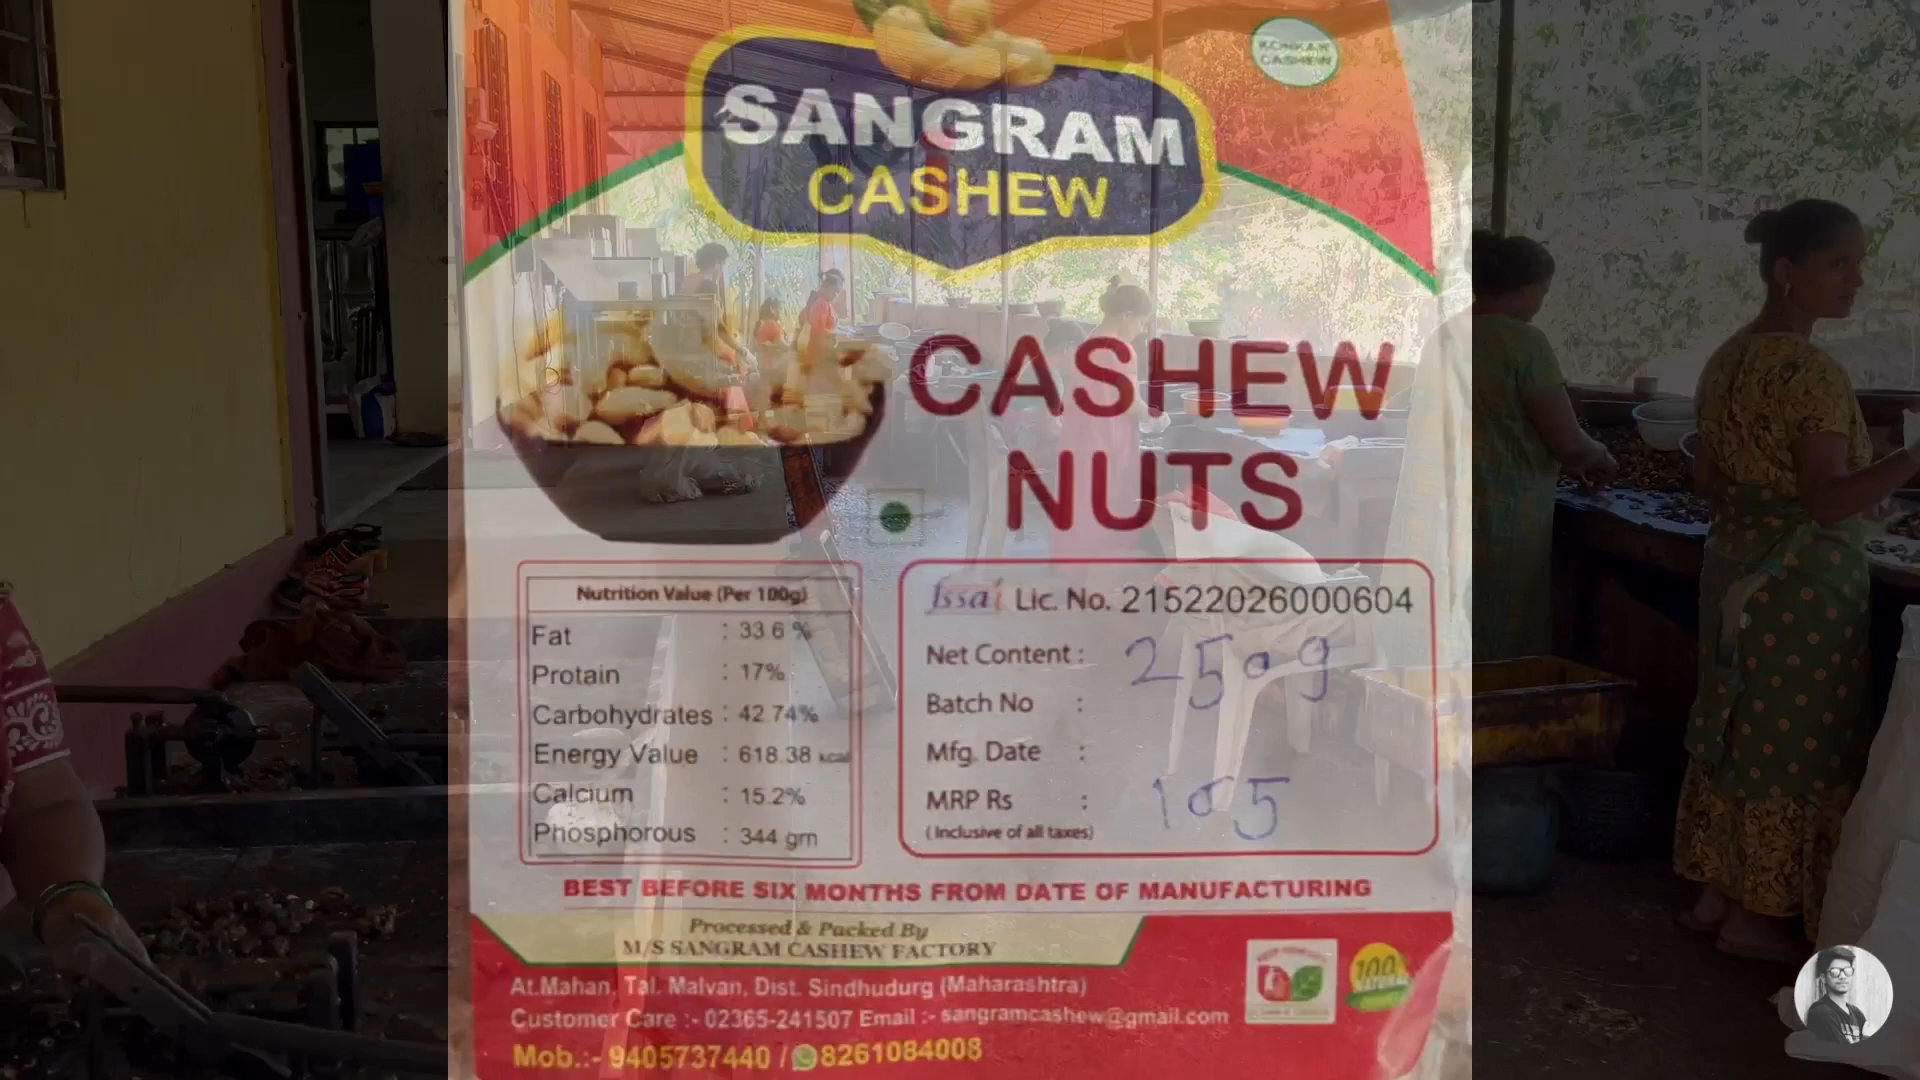 KONKAN
CASHEW
SANGRAM
CASHEW
CASHEW
NUTS
Nutrition Value (Per 100g)
Fat : 33.6 %
Protein : 17%
Carbohydrates : 42.74%
Energy Value : 618.38 kcal
Calcium : 15.2%
Phosphorous : 344 gm
fssai Lic. No. 21522026000604
Net Content : 250g
Batch No :
Mfg. Date :
MRP Rs : 105
(Inclusive of all taxes)
BEST BEFORE SIX MONTHS FROM DATE OF MANUFACTURING
Processed & Packed By
M/S SANGRAM CASHEW FACTORY
At.Mahan, Tal. Malvan, Dist. Sindhudurg (Maharashtra)
Customer Care :- 02365-241507 Email :- sangramcashew@gmail.com
Mob.:- 9405737440 / 8261084008
100%
NATURAL